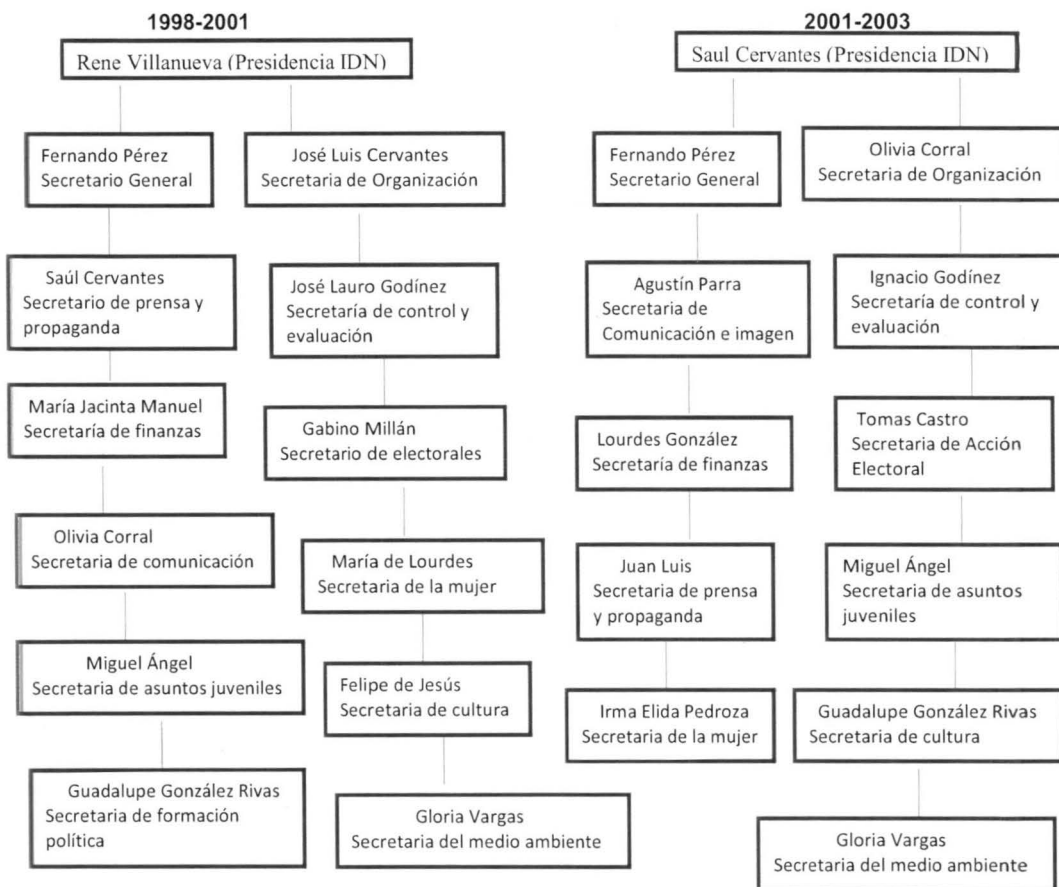 1998-2001
Rene Villanueva (Presidencia IDN)
Fernando Pérez
Secretario General
José Luis Cervantes
Secretaria de Organización
Saúl Cervantes
Secretario de prensa y
propaganda
José Lauro Godínez
Secretaría de control y
evaluación
María Jacinta Manuel
Secretaría de finanzas
Gabino Millán
Secretario de electorales
Olivia Corral
Secretaria de comunicación
María de Lourdes
Secretaria de la mujer
Miguel Ángel
Secretaria de asuntos juveniles
Felipe de Jesús
Secretaria de cultura
Guadalupe González Rivas
Secretaria de formación
política
Gloria Vargas
Secretaria del medio ambiente
2001-2003
Saul Cervantes (Presidencia IDN)
Fernando Pérez
Secretario General
Olivia Corral
Secretaria de Organización
Agustín Parra
Secretaria de
Comunicación e imagen
Ignacio Godínez
Secretaría de control y
evaluación
Lourdes González
Secretaría de finanzas
Tomas Castro
Secretaria de Acción
Electoral
Juan Luis
Secretaria de prensa
y propaganda
Miguel Ángel
Secretaria de asuntos
juveniles
Irma Elida Pedroza
Secretaria de la mujer
Guadalupe González Rivas
Secretaria de cultura
Gloria Vargas
Secretaria del medio ambiente